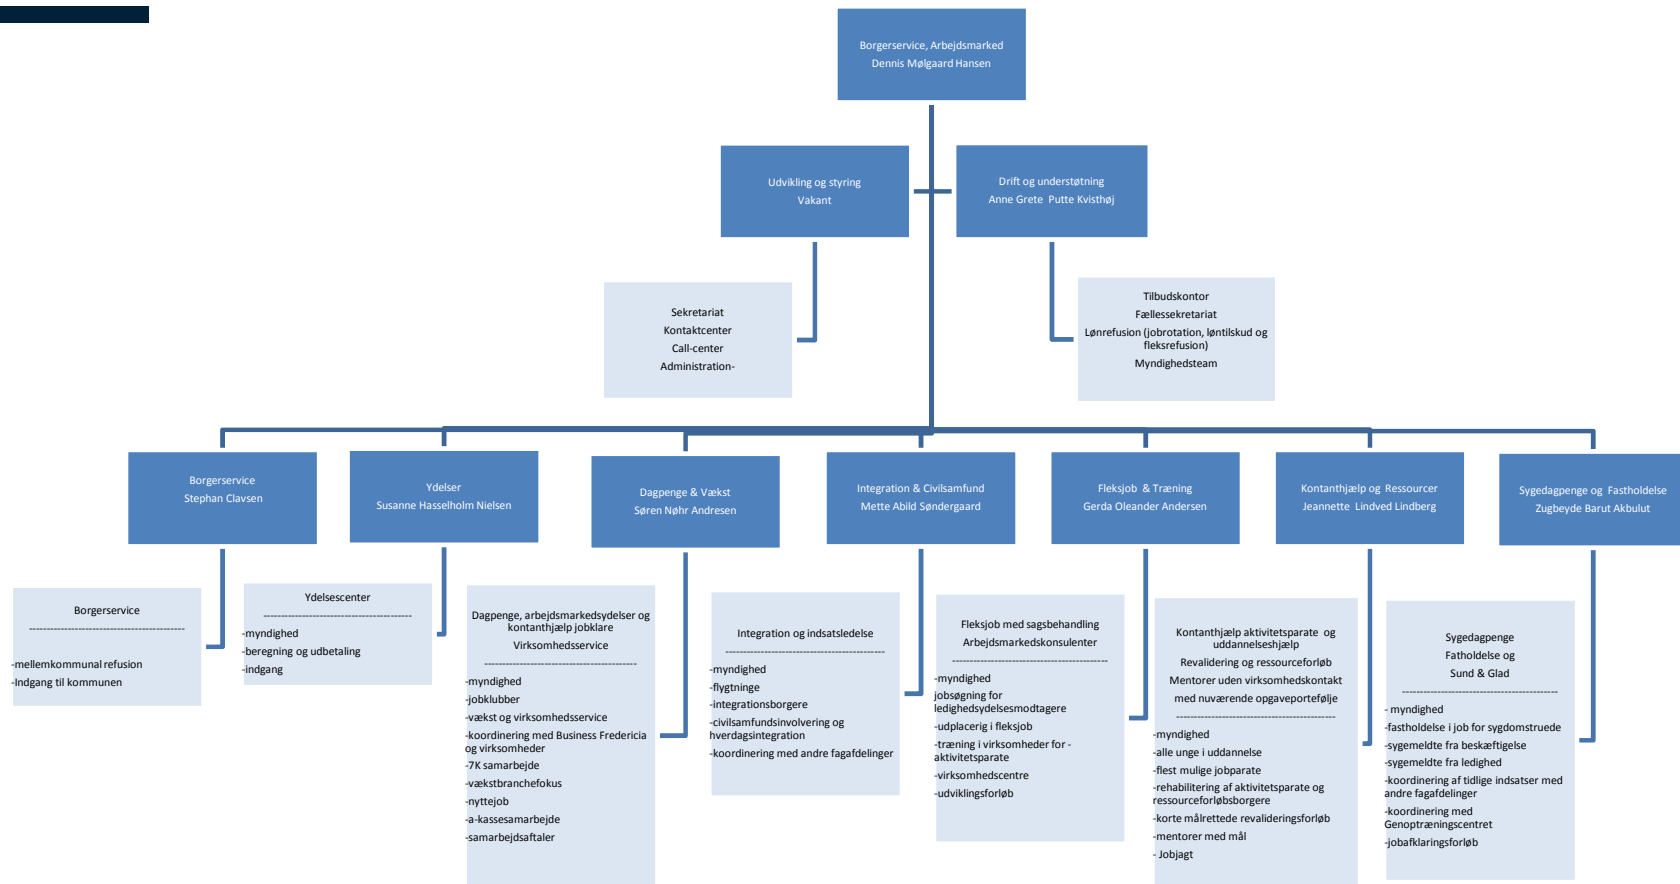 Borgerservice, Arbejdsmarked
Dennis Mølgaard Hansen
Udvikling og styring
Vakant
Drift og understøtning
Anne Grete Putte Kvisthøj
Sekretariat
Kontaktcenter
Call-center
Administration-
Tilbudskontor
Fællessekretariat
Lønrefusion (jobrotation, løntilskud og
fleksrefusion)
Myndighedsteam
Borgerservice
Stephan Clavsen
Ydelser
Susanne Hasselholm Nielsen
Dagpenge & Vækst
Søren Nøhr Andresen
Integration & Civilsamfund
Mette Abild Søndergaard
Fleksjob & Træning
Gerda Oleander Andersen
Kontanthjælp og Ressourcer
Jeannette Lindved Lindberg
Sygedagpenge og Fastholdelse
Zugbeyde Barut Akbulut
Borgerservice
-------------------------------------------
-mellemkommunal refusion
-Indgang til kommunen
Ydelsescenter
-----------------------------------------
-myndighed
-beregning og udbetaling
-indgang
Dagpenge, arbejdsmarkedsydelser og
kontanthjælp jobklare
Virksomhedsservice
------------------------------------------
-myndighed
-jobklubber
-vækst og virksomhedsservice
-koordinering med Business Fredericia
og virksomheder
-7K samarbejde
-vækstbranchefokus
-nyttejob
-a-kassesamarbejde
-samarbejdsaftaler
Integration og indsatsledelse
--------------------------------------------
-myndighed
-flygtninge
-integrationsborgere
-civilsamfundsinvolvering og
hverdagsintegration
-koordinering med andre fagafdelinger
Fleksjob med sagsbehandling
Arbejdsmarkedskonsulenter
-------------------------------------------
-myndighed
jobsøgning for
ledighedsydelsesmodtagere
-udplacerig i fleksjob
-træning i virksomheder for -
aktivitetsparate
-virksomhedscentre
-udviklingsforløb
Kontanthjælp aktivitetsparate og
uddannelseshjælp
Revalidering og ressourceforløb
Mentorer uden virksomhedskontakt
med nuværende opgaveportefølje
--------------------------------------------
-myndighed
-alle unge i uddannelse
-flest mulige jobparate
-rehabilitering af aktivitetsparate og
ressourceforløbsborgere
-korte målrettede revalideringsforløb
-mentorer med mål
- Jobjagt
Sygedagpenge
Fatholdelse og
Sund & Glad
-------------------------------------------
- myndighed
-fastholdelse i job for sygdomstruede
-sygemeldte fra beskæftigelse
-sygemeldte fra ledighed
-koordinering af tidlige indsatser med
andre fagafdelinger
-koordinering med
Genoptræningscentret
-jobafklaringsforløb